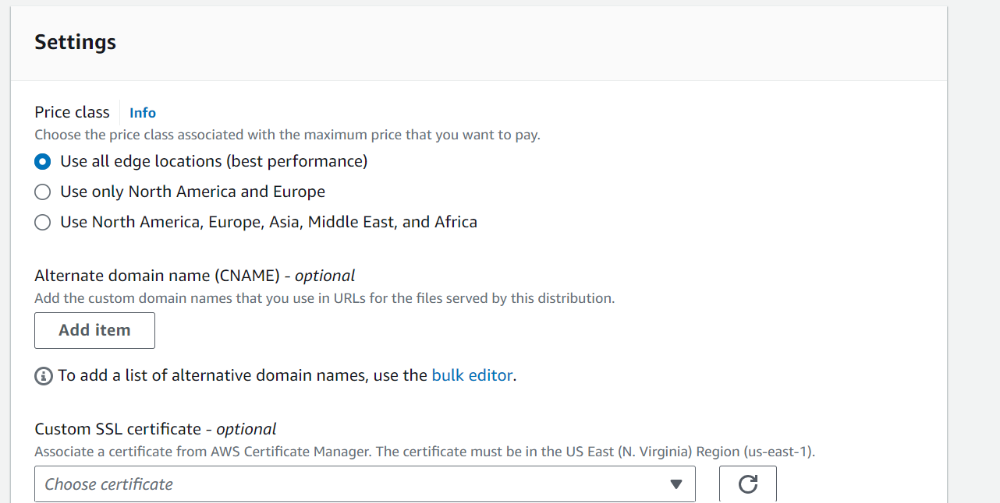 Settings
Price class Info
Choose the price class associated with the maximum price that you want to pay.
Use all edge locations (best performance)
Use only North America and Europe
Use North America, Europe, Asia, Middle East, and Africa
Alternate domain name (CNAME) - optional
Add the custom domain names that you use in URLs for the files served by this distribution.
Add item
To add a list of alternative domain names, use the bulk editor.
Custom SSL certificate - optional
Associate a certificate from AWS Certificate Manager. The certificate must be in the US East (N. Virginia) Region (us-east-1).
Choose certificate